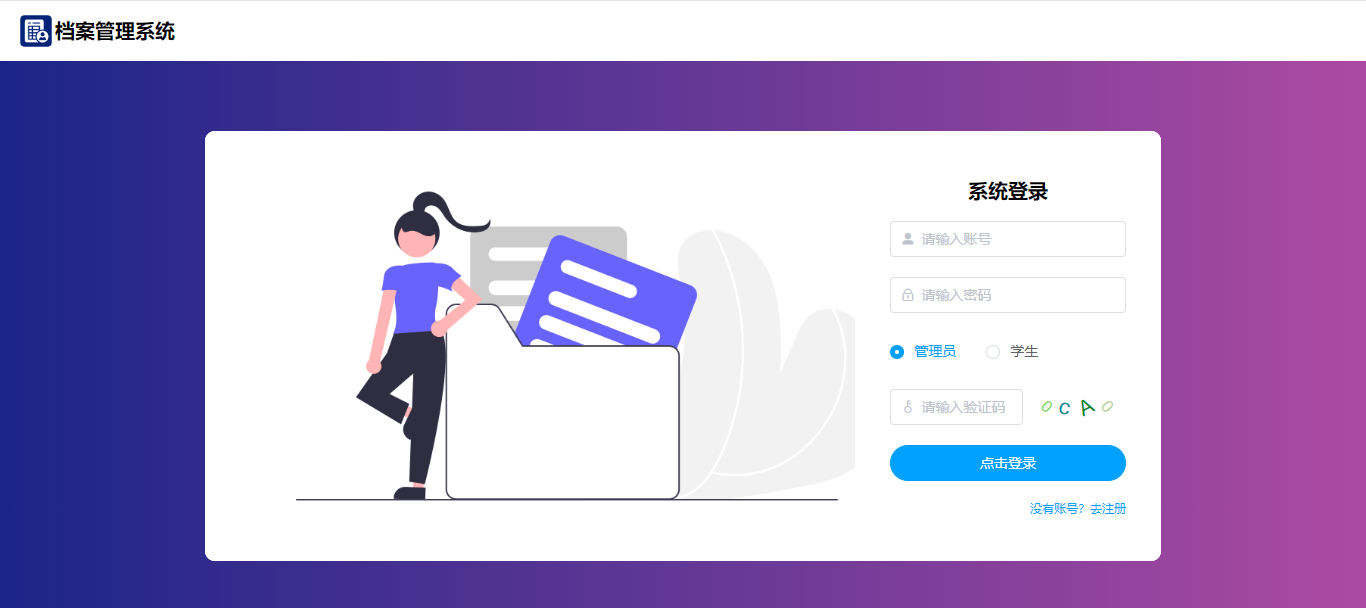 档案管理系统
系统登录
请输入账号
请输入密码
管理员 学生
请输入验证码
点击登录
没有账号？去注册